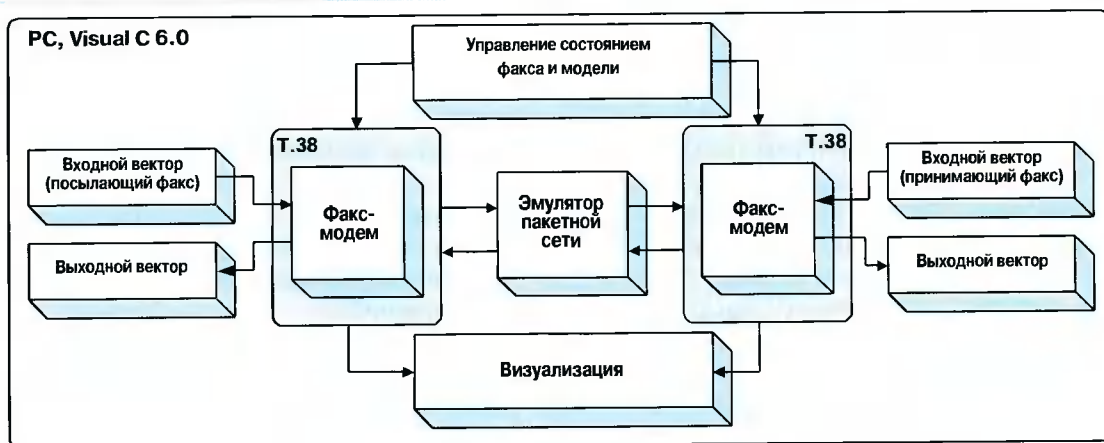 PC, Visual C 6.0
Управление состоянием
факса и модели
T.38
T.38
Входной вектор
(посылающий факс)
Факс-
модем
Эмулятор
пакетной
сети
Факс-
модем
Входной вектор
(принимающий факс)
Выходной вектор
Выходной вектор
Визуализация